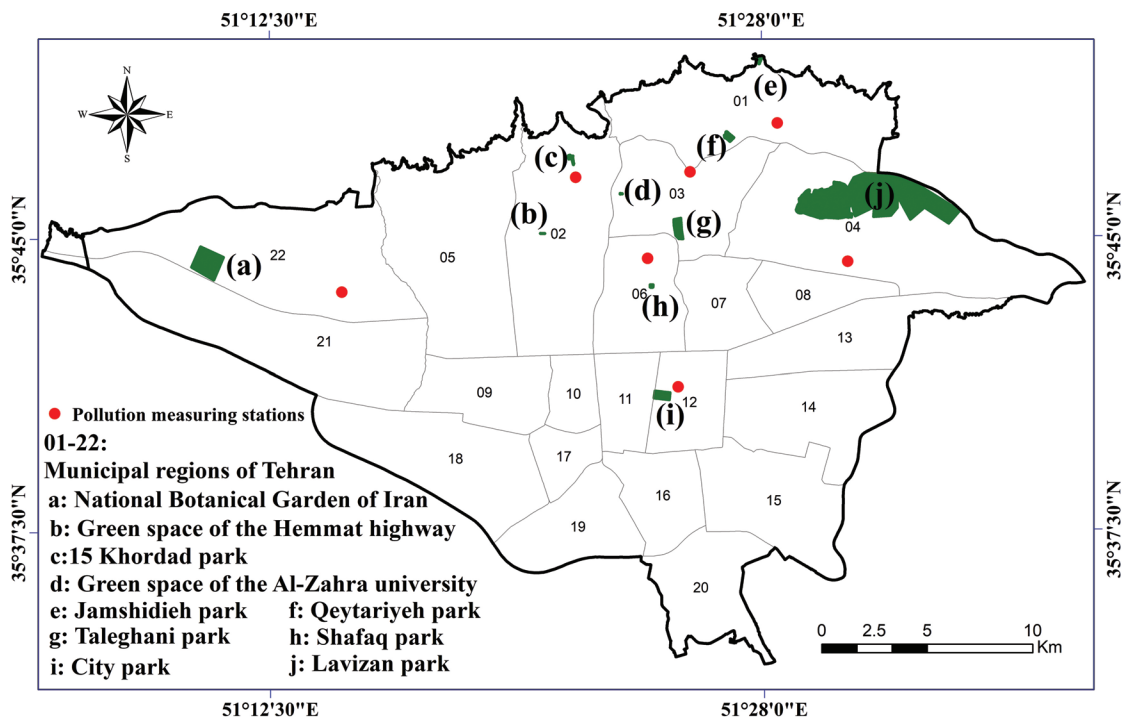 51°12'30"E
51°28'0"E
N
W
E
S
35°45'0"N
35°45'0"N
35°37'30"N
35°37'30"N
(e)
01
(f)
(c)
(d)
03
(j)
(b)
02
(g)
04
(a)
22
05
06
(h)
07
08
21
13
09
10
11
12
(i)
14
18
17
16
15
19
20
Pollution measuring stations
01-22:
Municipal regions of Tehran
a: National Botanical Garden of Iran
b: Green space of the Hemmat highway
c:15 Khordad park
d: Green space of the Al-Zahra university
e: Jamshidieh park f: Qeytariyeh park
g: Taleghani park h: Shafaq park
i: City park j: Lavizan park
0 2.5 5 10
Km
51°12'30"E
51°28'0"E